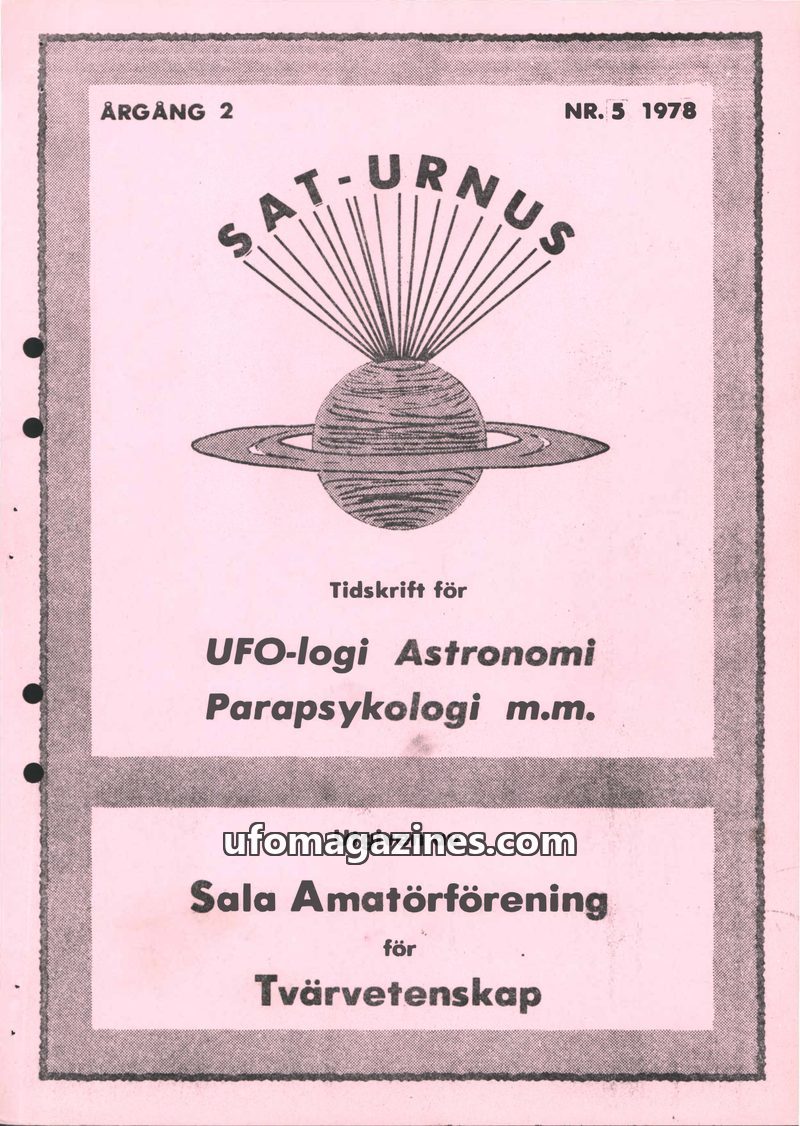 ÅRGÅNG 2
NR. 5 1978
SAT-URNUS
Tidskrift för
UFO-logi Astronomi
Parapsykologi m.m.
ufomagazines.com
Sala Amatörförening
för
Tvärvetenskap